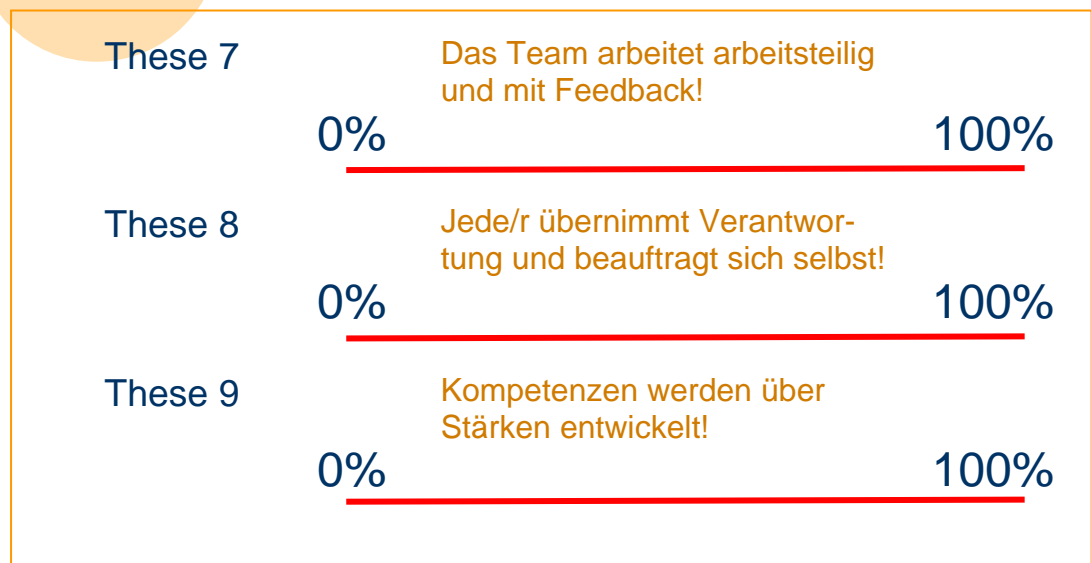 These 7
Das Team arbeitet arbeitsteilig
und mit Feedback!
0% 100%
These 8
Jede/r übernimmt Verantwor-
tung und beauftragt sich selbst!
0% 100%
These 9
Kompetenzen werden über
Stärken entwickelt!
0% 100%